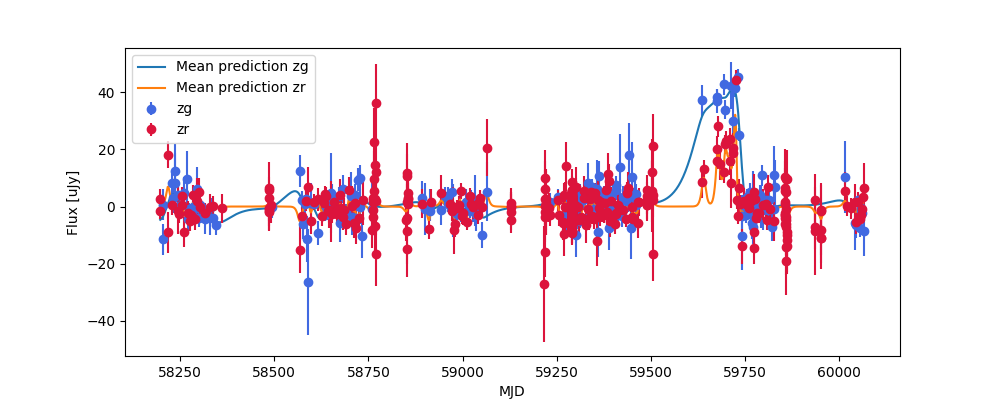 Mean prediction zg
Mean prediction zr
zg
zr
Flux [uJy]
40
20
0
−20
−40
58250
58500
58750
59000
59250
59500
59750
60000
MJD